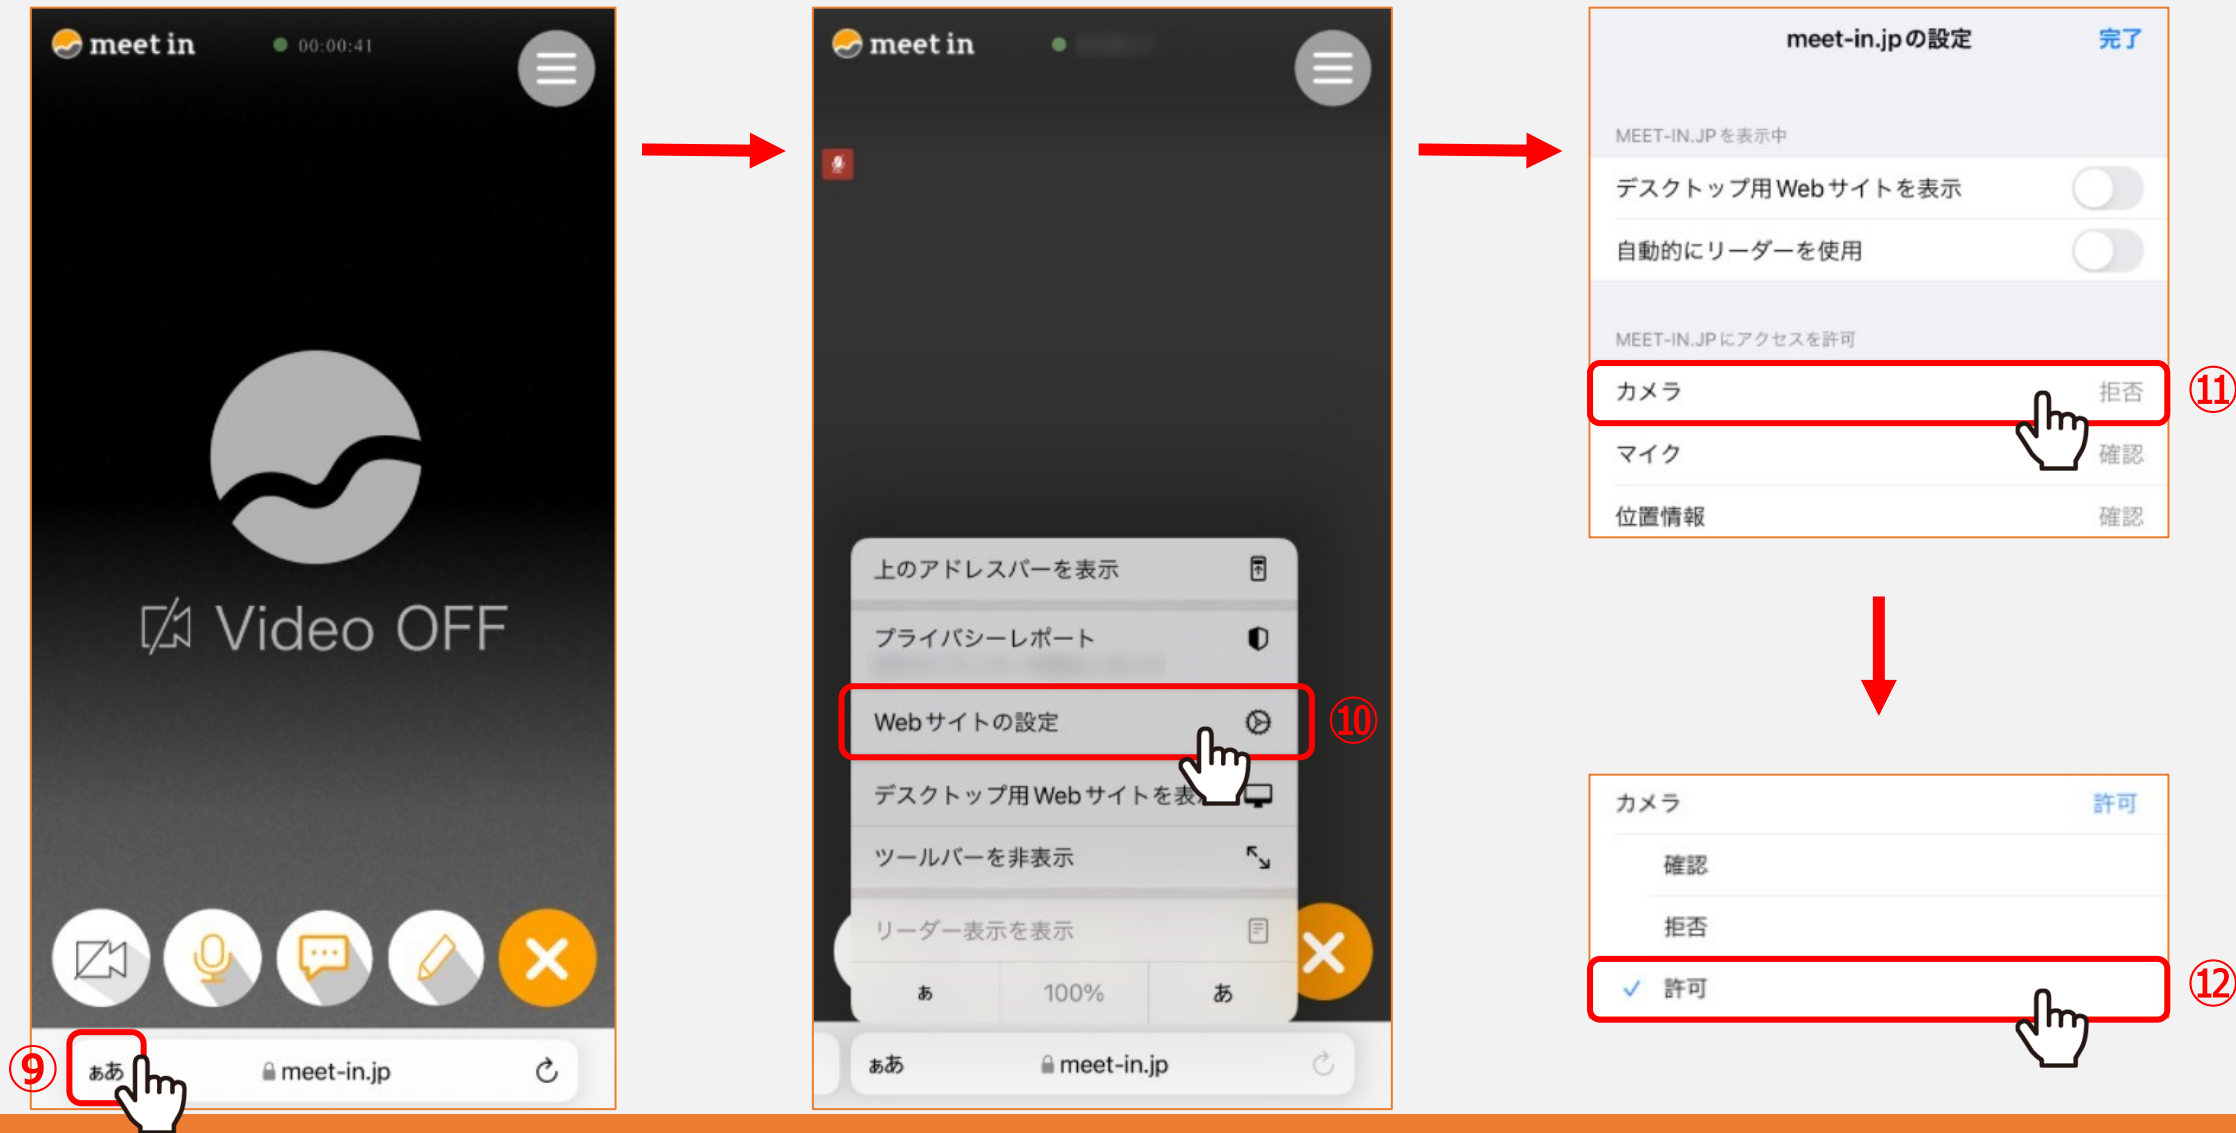 meet in
00:00:41
Video OFF
⑨
ぁあ
meet-in.jp
meet in
上のアドレスバーを表示
プライバシーレポート
Webサイトの設定
⑩
デスクトップ用Webサイトを表
ツールバーを非表示
リーダー表示を表示
あ
100%
あ
ぁあ
meet-in.jp
meet-in.jpの設定
完了
MEET-IN.JPを表示中
デスクトップ用Webサイトを表示
自動的にリーダーを使用
MEET-IN.JPにアクセスを許可
カメラ
拒否
⑪
マイク
確認
位置情報
確認
カメラ
許可
確認
拒否
✓ 許可
⑫